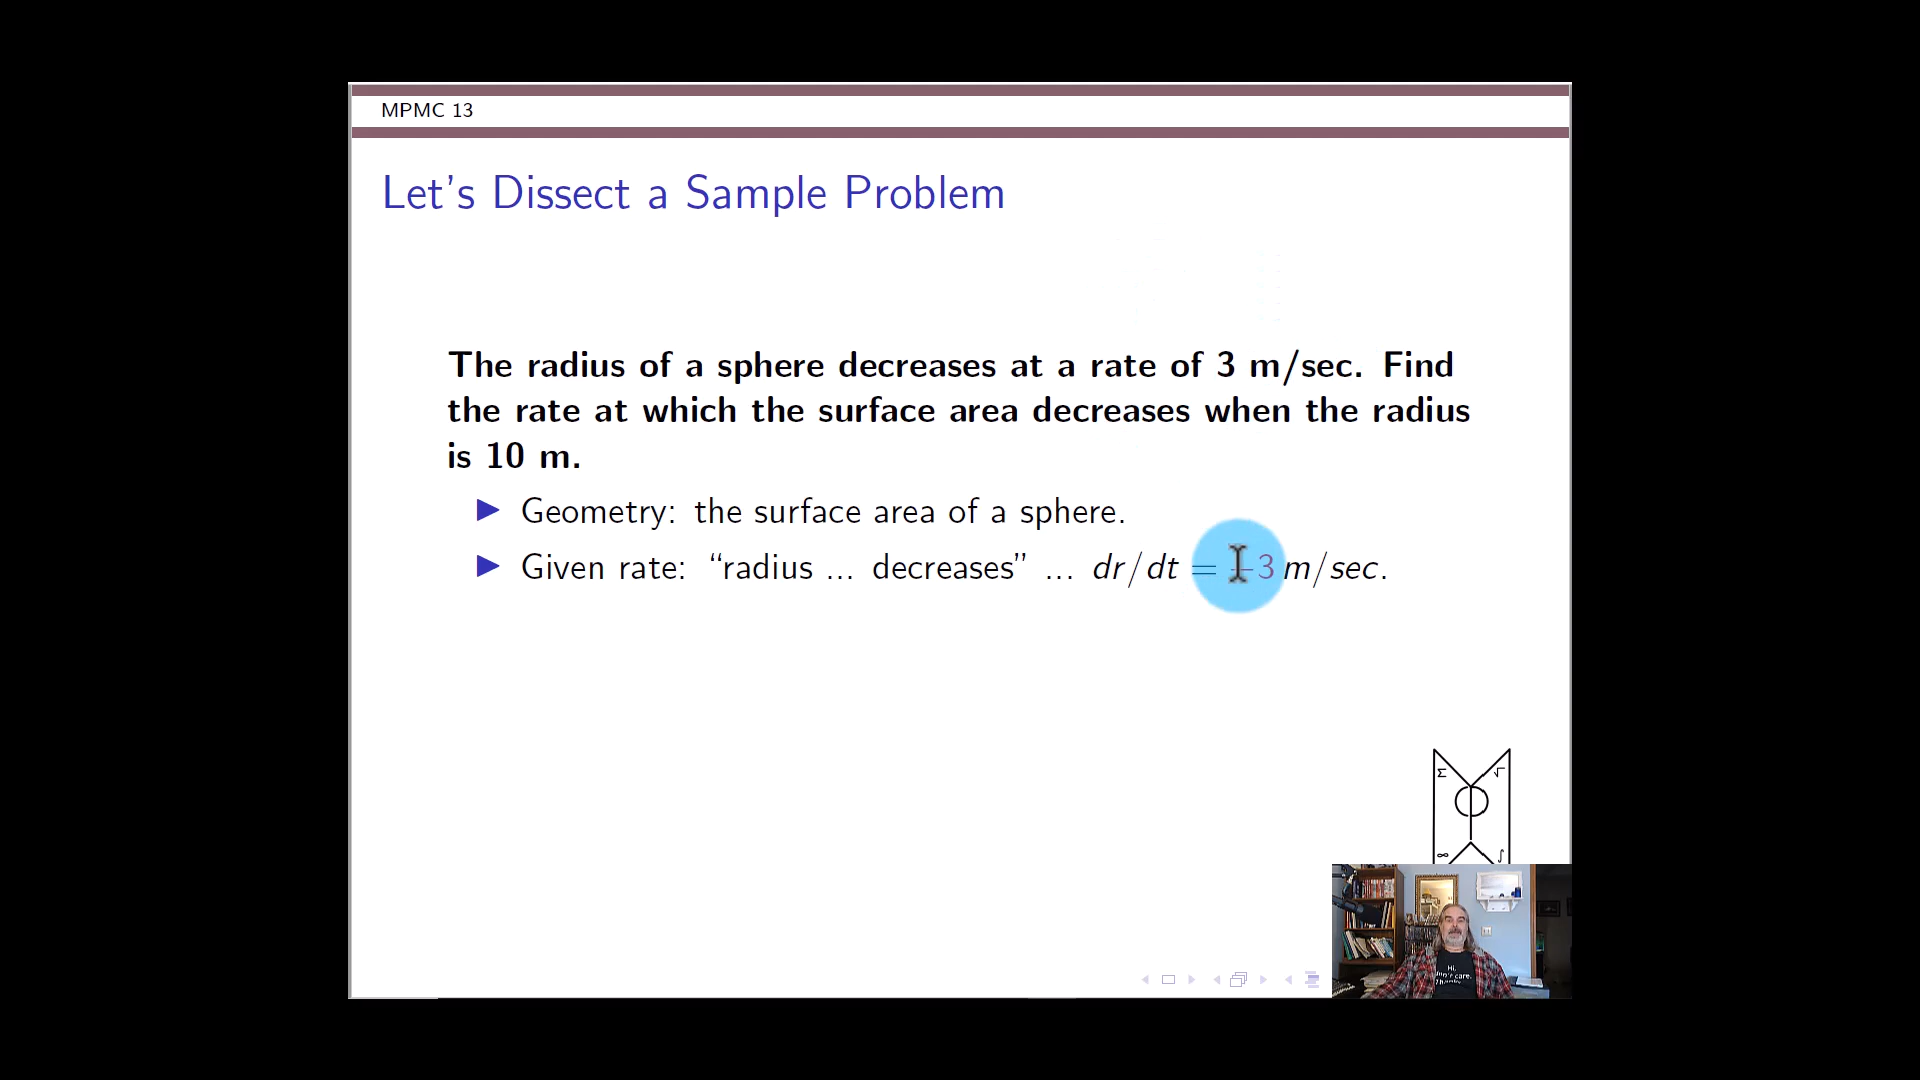 MPMC 13
Let's Dissect a Sample Problem
The radius of a sphere decreases at a rate of 3 m/sec. Find
the rate at which the surface area decreases when the radius
is 10 m.
▶ Geometry: the surface area of a sphere.
▶ Given rate: “radius ... decreases” ... dr/dt = −3 m/sec.
Σ √
∞ ∫
Hi,
care.